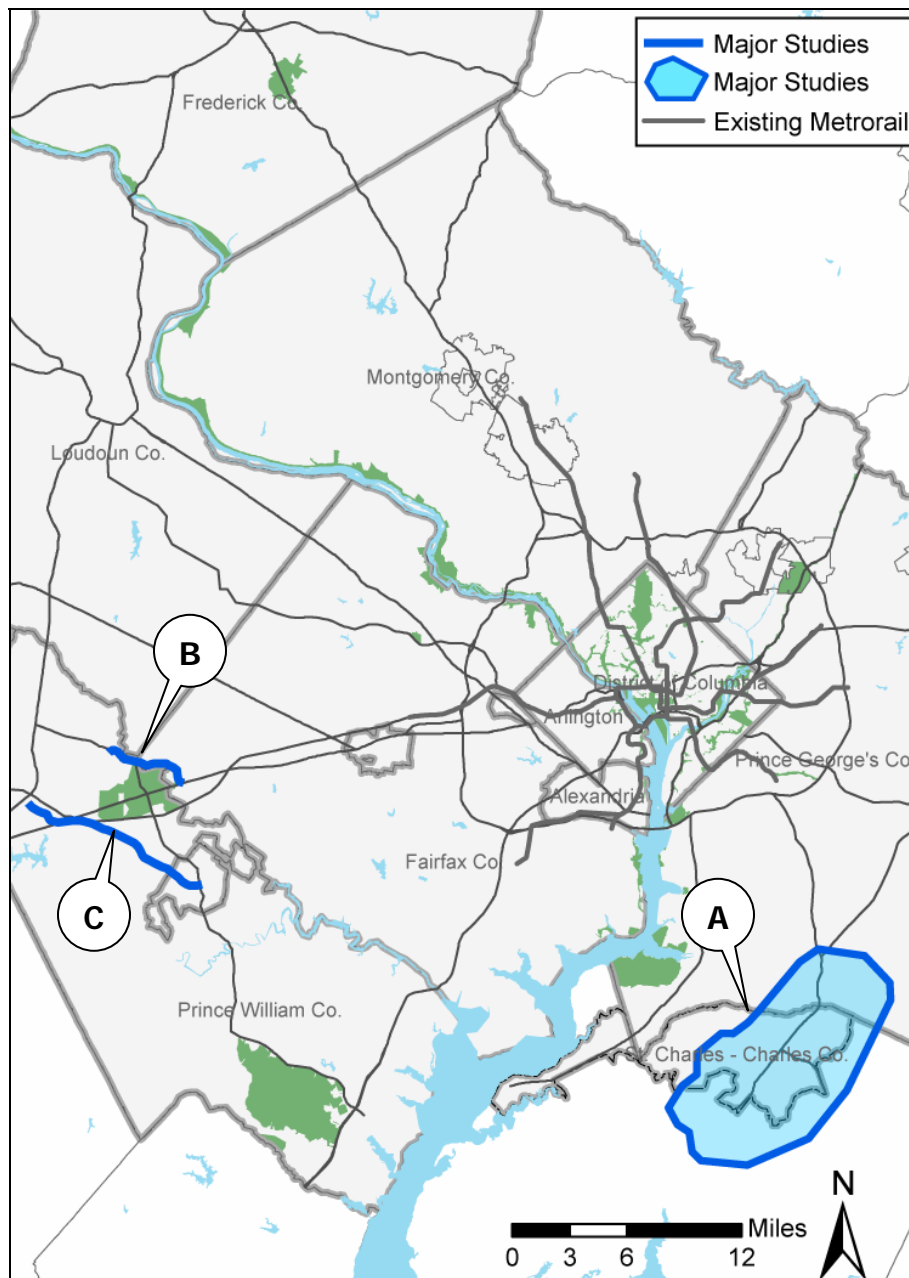 Major Studies
Major Studies
Existing Metrorail
Frederick Co.
Montgomery Co.
Loudoun Co.
B
District of Columbia
Arlington
Prince George's Co
Alexandria
Fairfax Co
C
A
Prince William Co.
St. Charles - Charles Co.
N
Miles
0 3 6 12